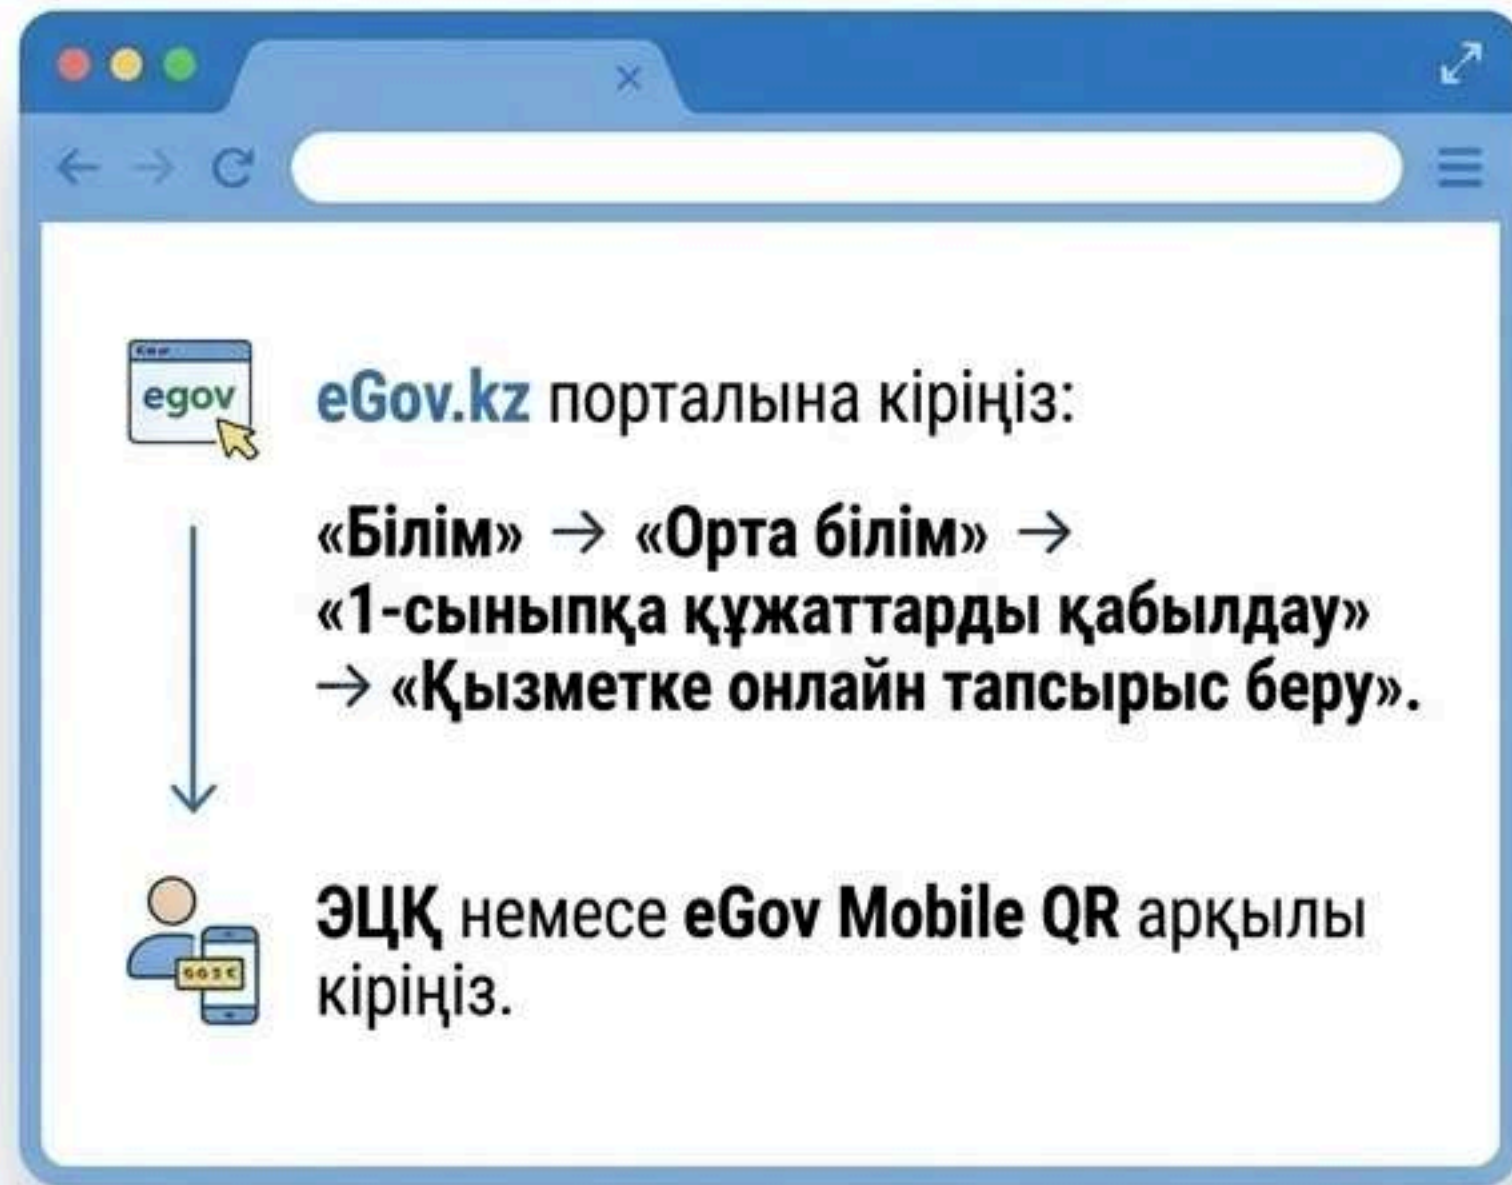 egov
eGov.kz порталына кіріңіз:
«Білім» → «Орта білім» →
«1-сыныпқа құжаттарды қабылдау»
→ «Қызметке онлайн тапсырыс беру».
ЭЦҚ немесе eGov Mobile QR арқылы
кіріңіз.